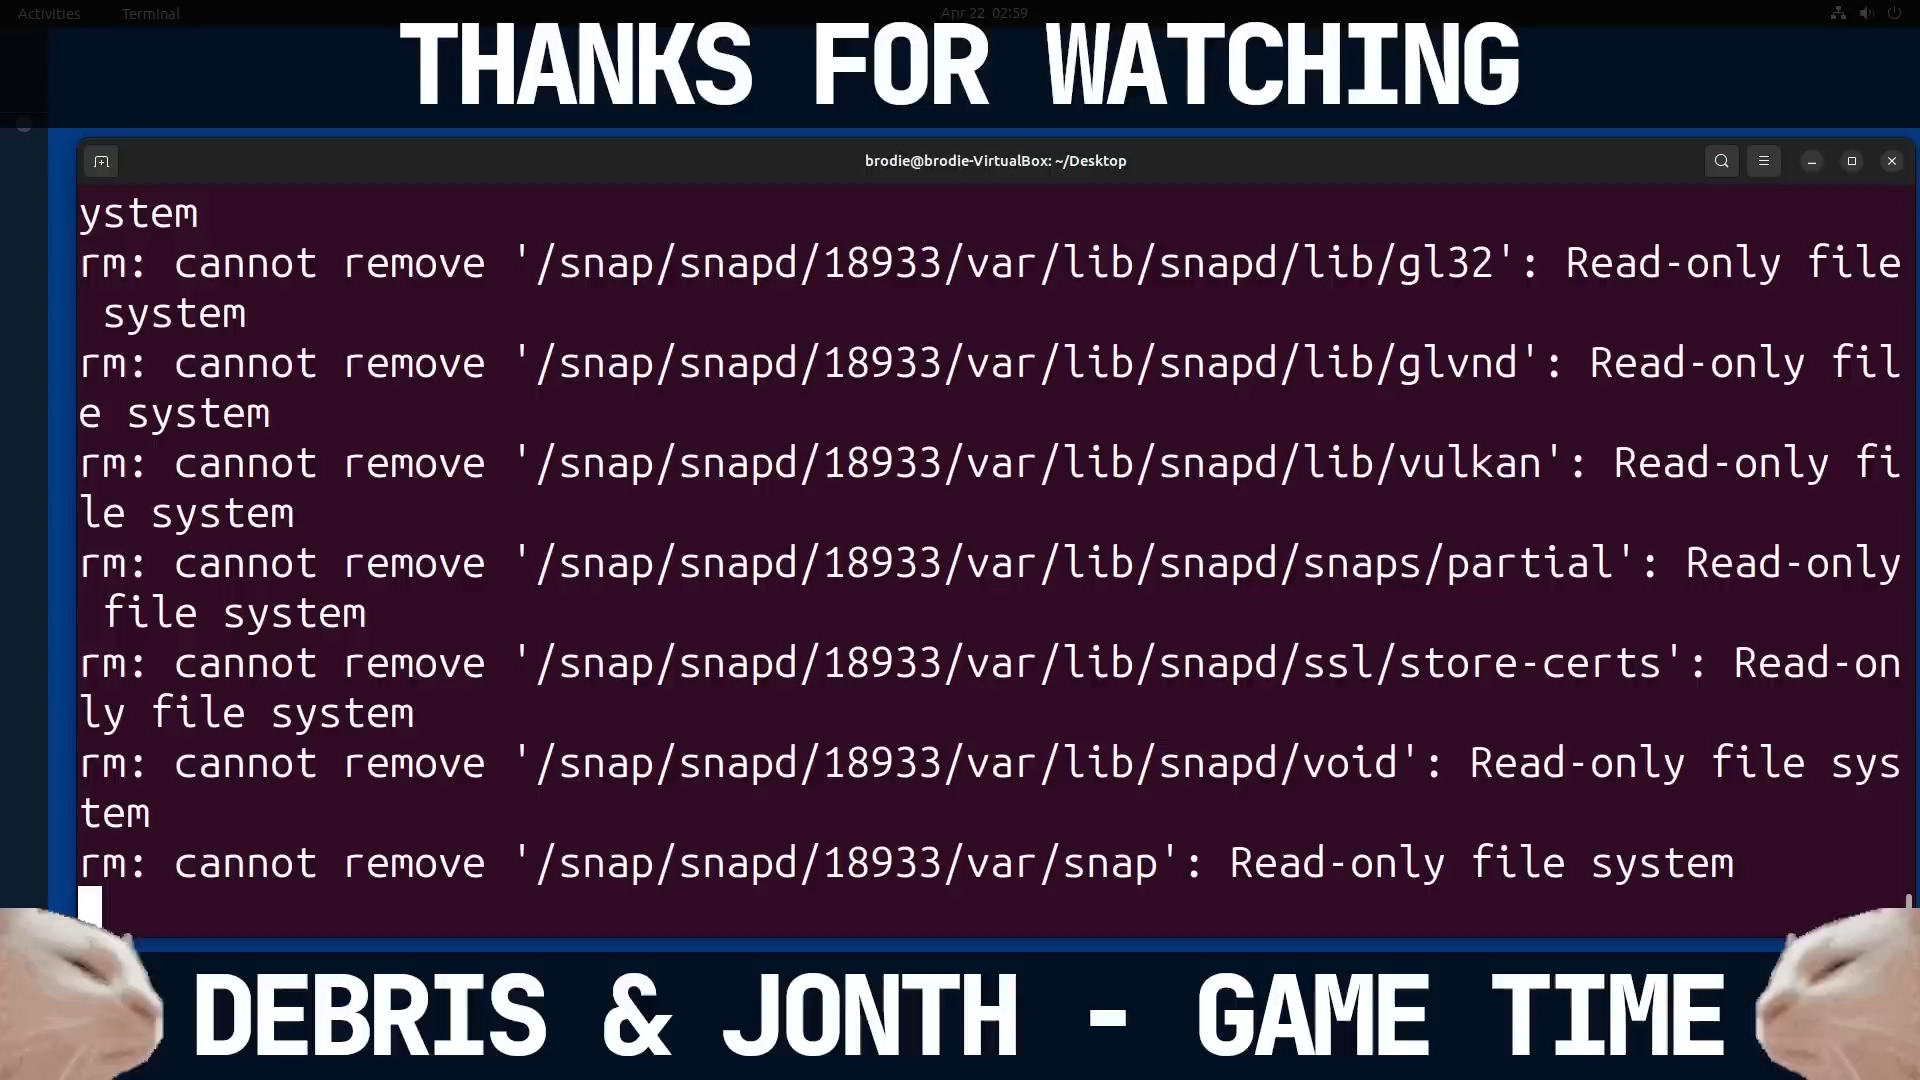 Activities Terminal Apr 22 02:59
THANKS FOR WATCHING
brodie@brodie-VirtualBox: ~/Desktop
ystem
rm: cannot remove '/snap/snapd/18933/var/lib/snapd/lib/gl32': Read-only file
 system
rm: cannot remove '/snap/snapd/18933/var/lib/snapd/lib/glvnd': Read-only fil
e system
rm: cannot remove '/snap/snapd/18933/var/lib/snapd/lib/vulkan': Read-only fi
le system
rm: cannot remove '/snap/snapd/18933/var/lib/snapd/snaps/partial': Read-only
 file system
rm: cannot remove '/snap/snapd/18933/var/lib/snapd/ssl/store-certs': Read-on
ly file system
rm: cannot remove '/snap/snapd/18933/var/lib/snapd/void': Read-only file sys
tem
rm: cannot remove '/snap/snapd/18933/var/snap': Read-only file system
DEBRIS & JONTH - GAME TIME